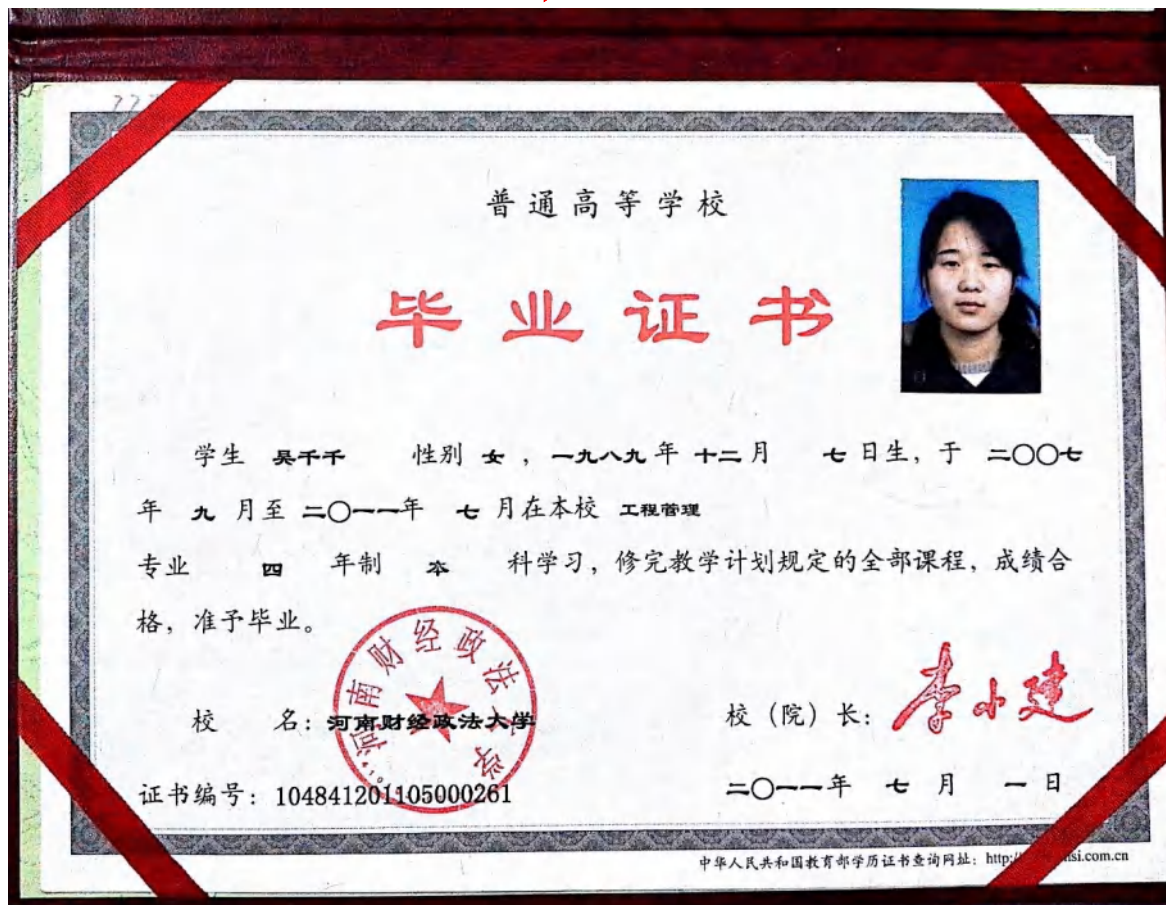 普通高等学校
毕业证书
学生 吴千千 性别 女 ，一九八九年 十二月 七日生，于 二〇〇七
年 九 月至 二〇一一年 七 月在本校 工程管理
专业 四 年制 本 科学习，修完教学计划规定的全部课程，成绩合
格，准予毕业。
河南财经政法大学
校 名：河南财经政法大学
校（院）长：李小建
证书编号：104841201105000261
二〇一一年 七 月 一 日
中华人民共和国教育部学历证书查询网址：http:/ si.com.cn